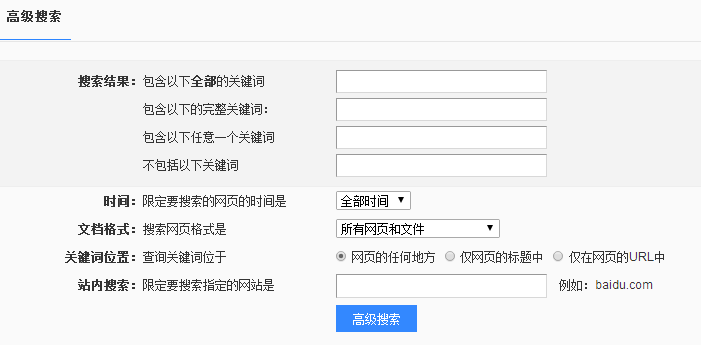 高级搜索
搜索结果：包含以下全部的关键词
包含以下的完整关键词：
包含以下任意一个关键词
不包括以下关键词
时间：限定要搜索的网页的时间是 全部时间
文档格式：搜索网页格式是 所有网页和文件
关键词位置：查询关键词位于 网页的任何地方 仅网页的标题中 仅在网页的URL中
站内搜索：限定要搜索指定的网站是 例如：baidu.com
高级搜索